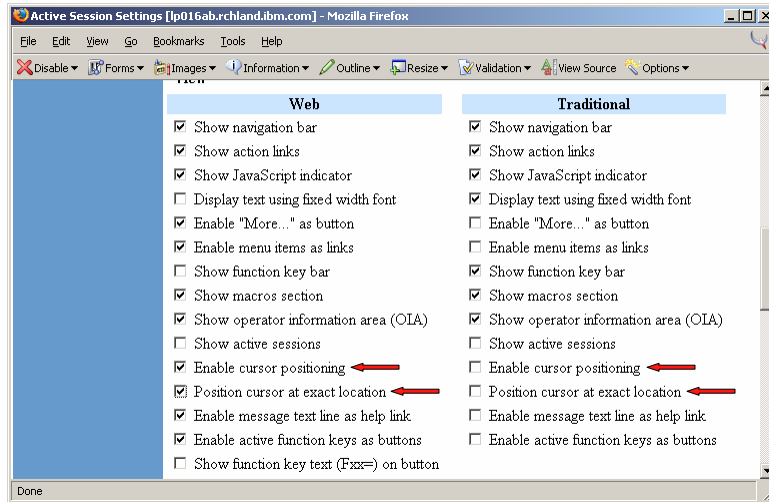 Active Session Settings [lp016ab.rchland.ibm.com] - Mozilla Firefox
File Edit View Go Bookmarks Tools Help
Disable Forms Images Information Outline Resize Validation View Source Options
View
Web
Show navigation bar
Show action links
Show JavaScript indicator
Display text using fixed width font
Enable "More..." as button
Enable menu items as links
Show function key bar
Show macros section
Show operator information area (OIA)
Show active sessions
Enable cursor positioning
Position cursor at exact location
Enable message text line as help link
Enable active function keys as buttons
Show function key text (Fxx=) on button
Traditional
Show navigation bar
Show action links
Show JavaScript indicator
Display text using fixed width font
Enable "More..." as button
Enable menu items as links
Show function key bar
Show macros section
Show operator information area (OIA)
Show active sessions
Enable cursor positioning
Position cursor at exact location
Enable message text line as help link
Enable active function keys as buttons
Done